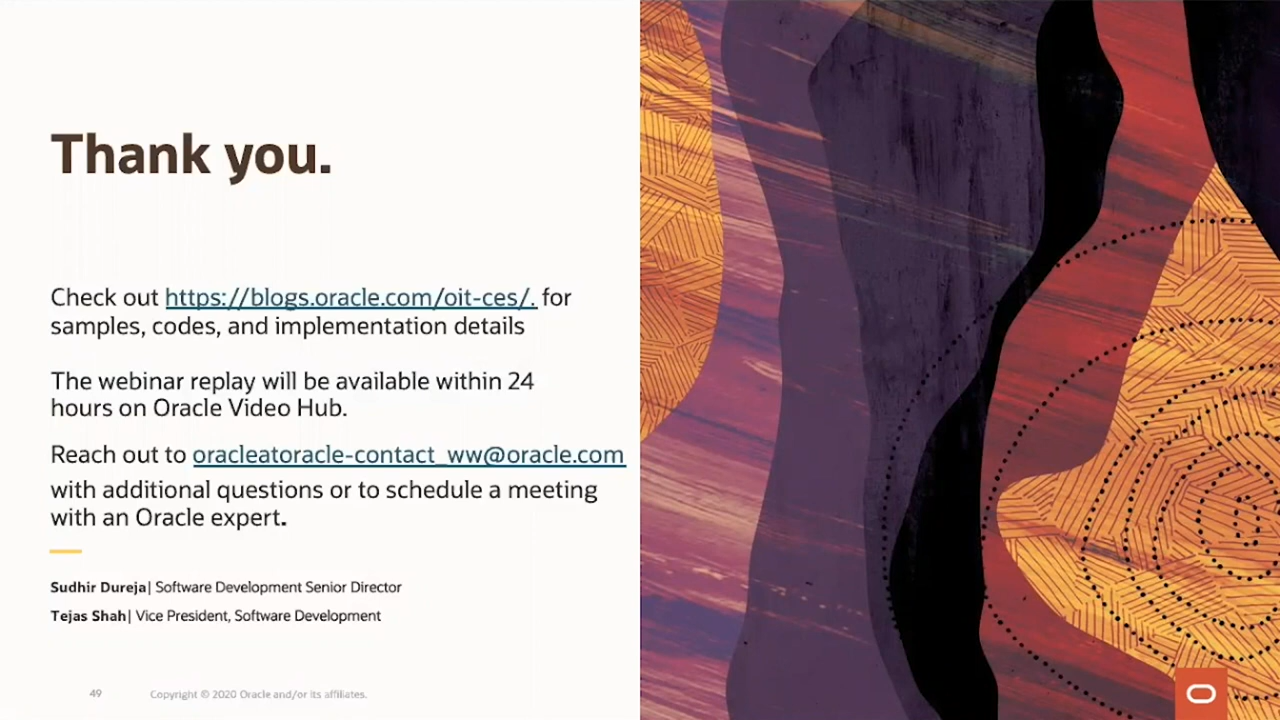 Thank you.
Check out https://blogs.oracle.com/oit-ces/. for
samples, codes, and implementation details
The webinar replay will be available within 24
hours on Oracle Video Hub.
Reach out to oracleatoracle-contact_ww@oracle.com
with additional questions or to schedule a meeting
with an Oracle expert.
Sudhir Dureja| Software Development Senior Director
Tejas Shah| Vice President, Software Development
49 Copyright © 2020 Oracle and/or its affiliates.